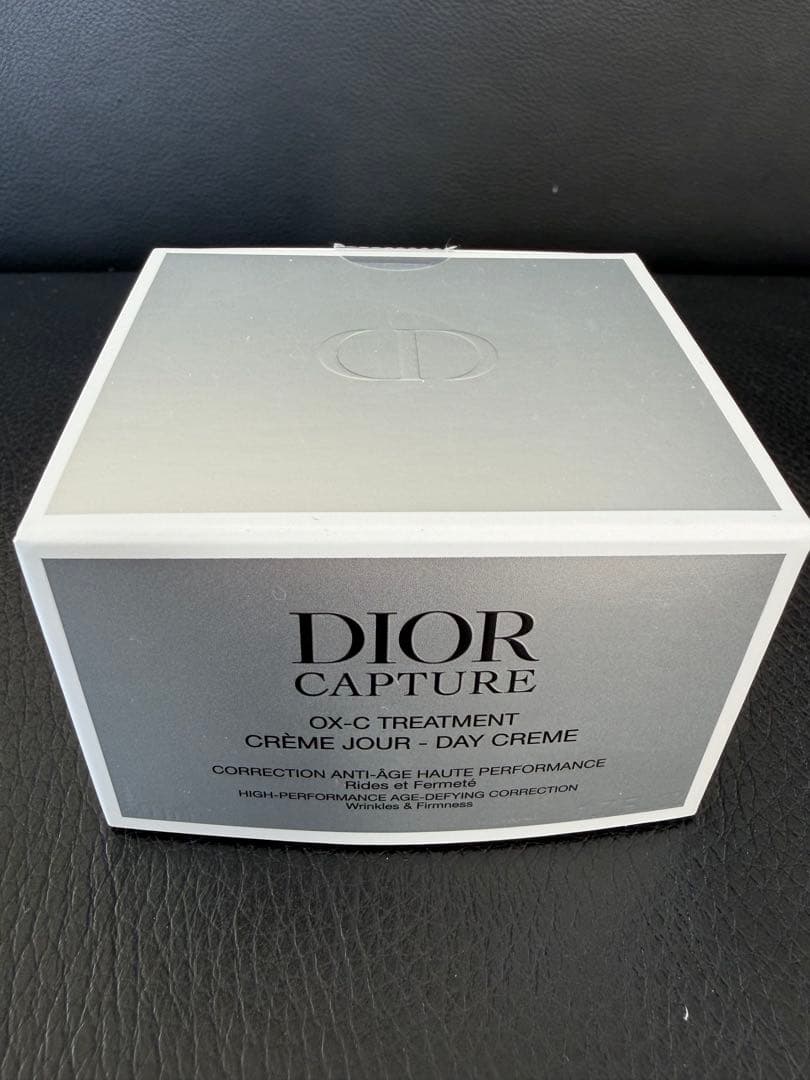 CD
DIOR
CAPTURE
OX-C TREATMENT
CRÈME JOUR - DAY CREME
CORRECTION ANTI-ÂGE HAUTE PERFORMANCE
Rides et Fermeté
HIGH-PERFORMANCE AGE-DEFYING CORRECTION
Wrinkles & Firmness